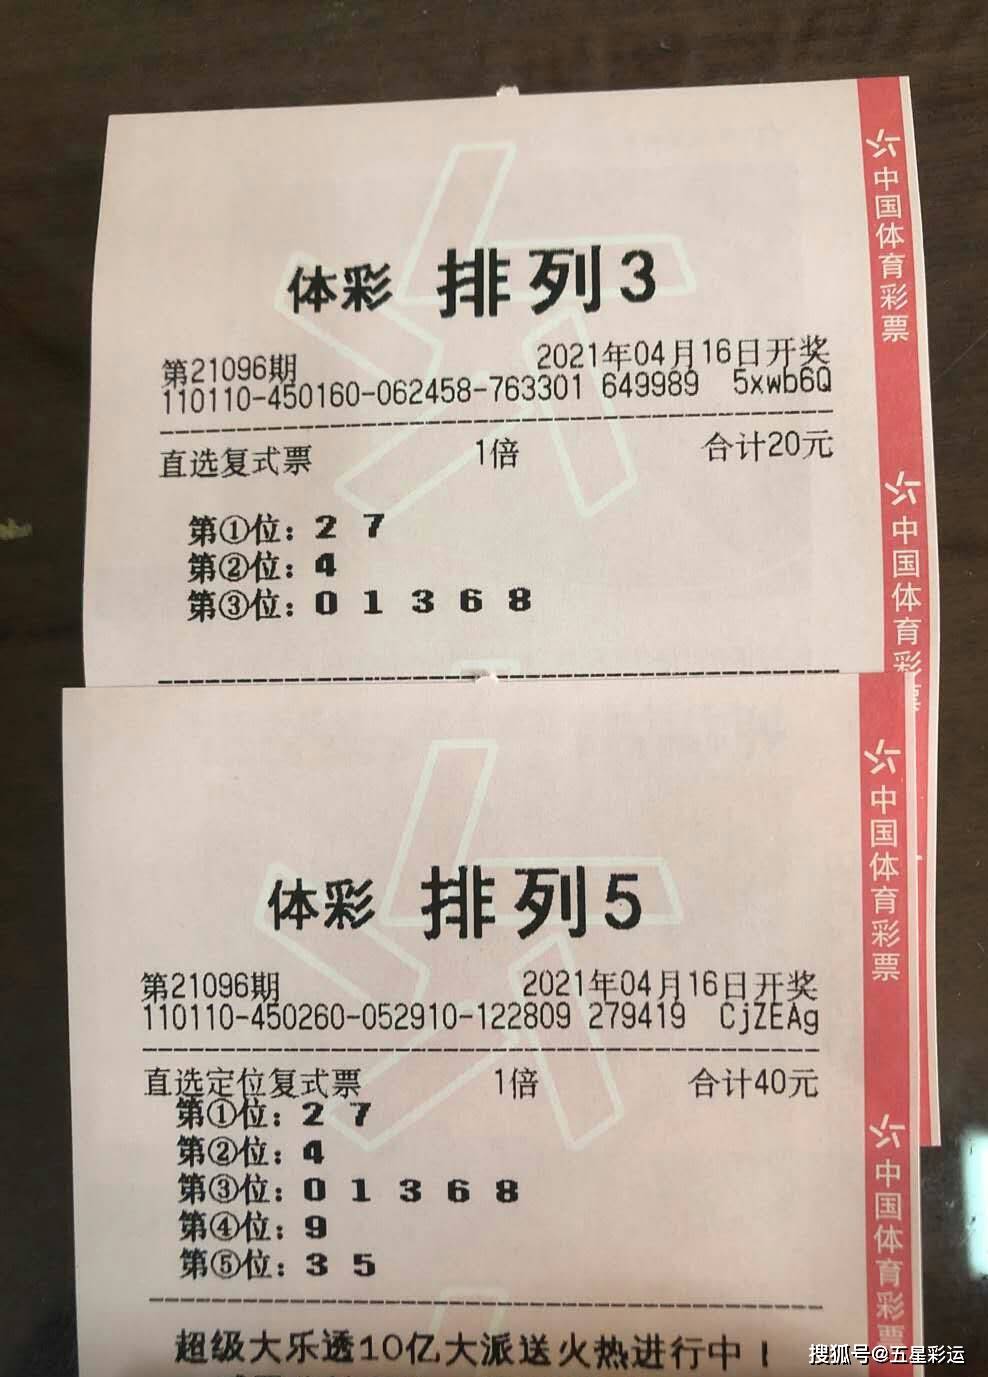 体彩 排列3
第21096期 2021年04月16日开奖
110110-450160-062458-763301 649989 5xwb6Q
直选复式票 1倍 合计20元
第①位：2 7
第②位：4
第③位：0 1 3 6 8
中国体育彩票
中国体育彩票
体彩 排列5
第21096期 2021年04月16日开奖
110110-450260-052910-122809 279419 CjZEAg
直选定位复式票 1倍 合计40元
第①位：2 7
第②位：4
第③位：0 1 3 6 8
第④位：9
第⑤位：3 5
超级大乐透10亿大派送火热进行中！
中国体育彩票
中国体育彩票
搜狐号@五星彩运